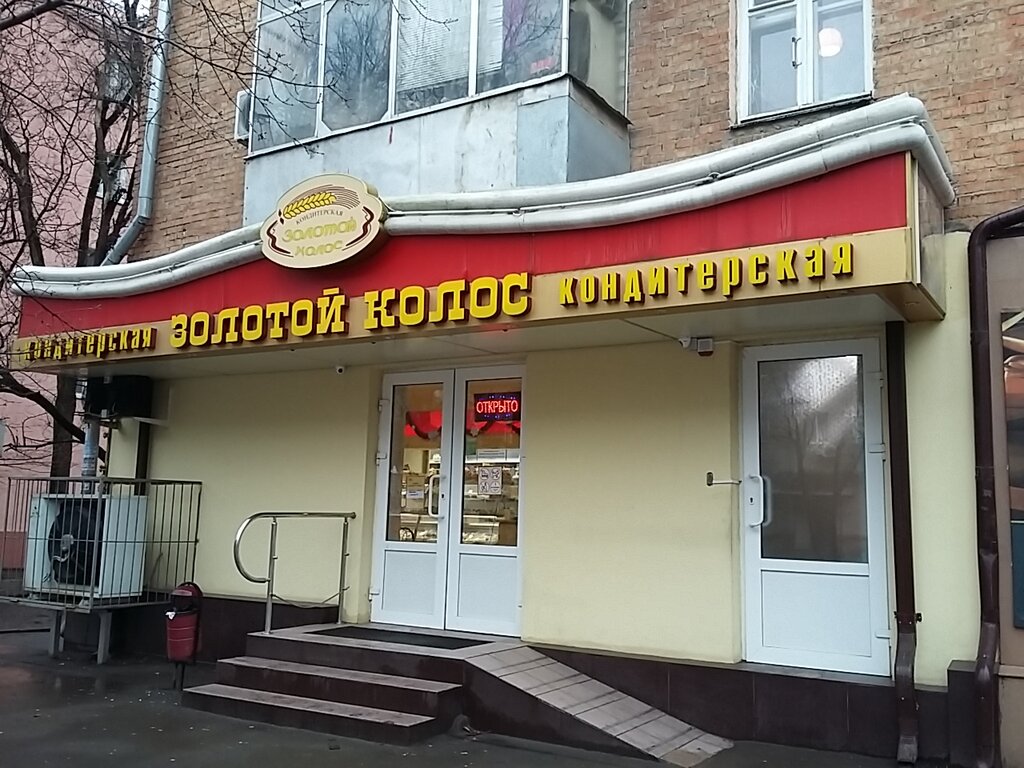 КОНДИТЕРСКАЯ
Золотой
колос
кондитерская ЗОЛОТОЙ КОЛОС кондитерская
ОТКРЫТО